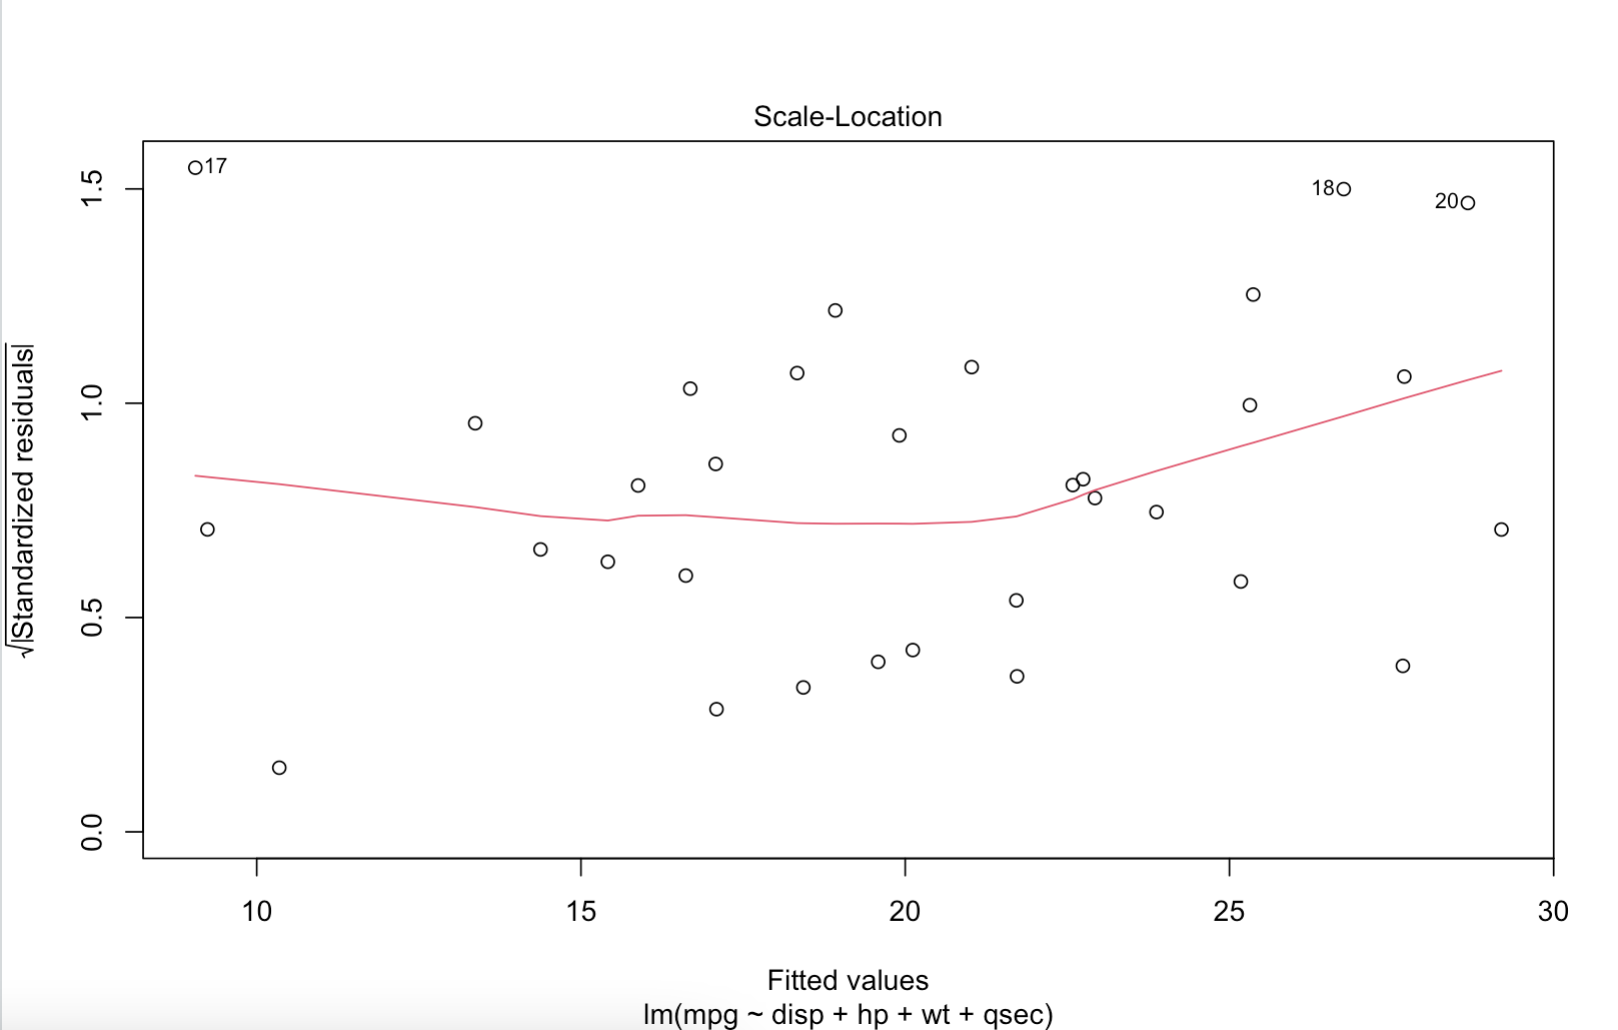 Scale-Location
17
18
20
1.5
1.0
0.5
0.0
√|Standardized residuals|
10 15 20 25 30
Fitted values
lm(mpg ~ disp + hp + wt + qsec)